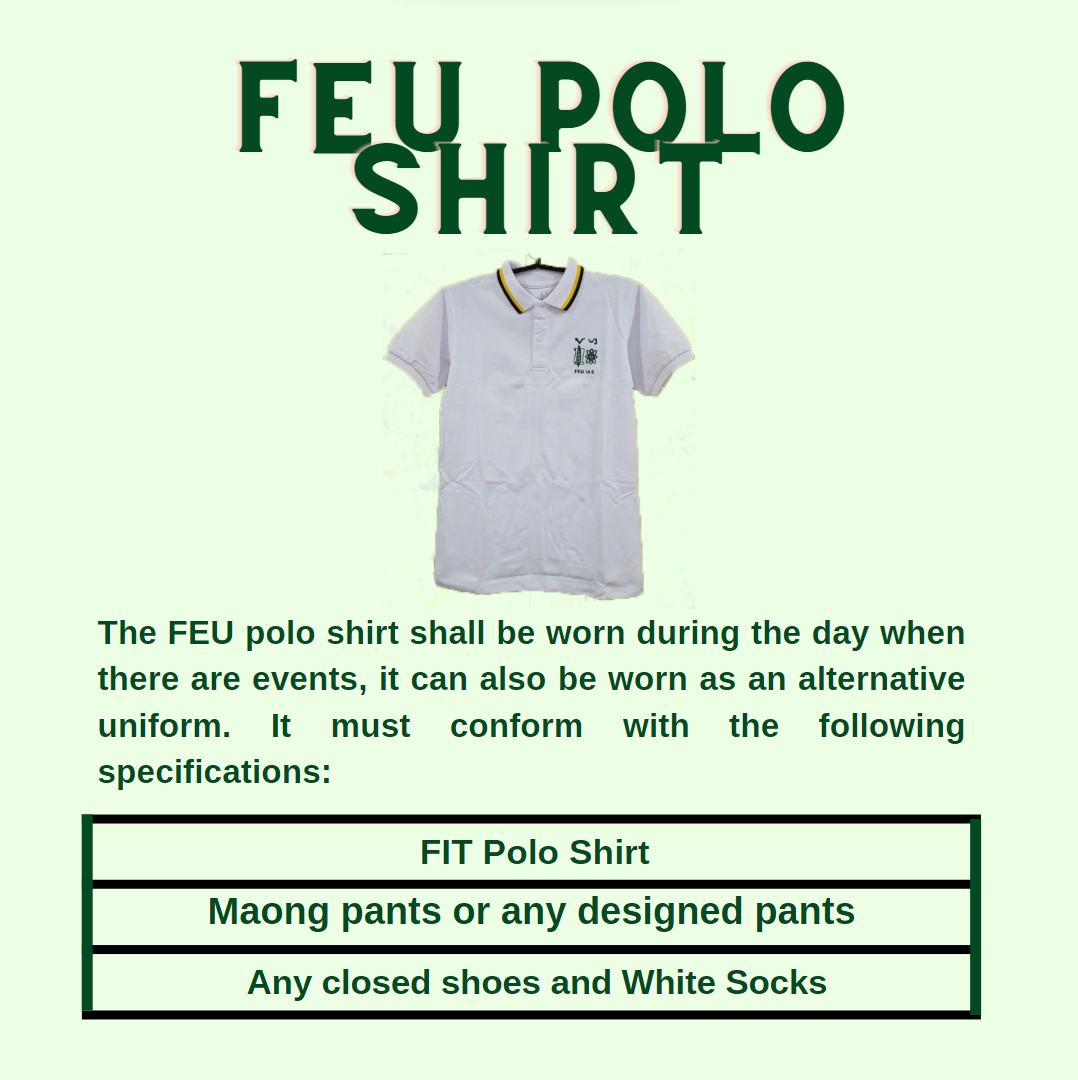 FEU POLO
SHIRT
FEU IAS
The FEU polo shirt shall be worn during the day when
there are events, it can also be worn as an alternative
uniform. It must conform with the following
specifications:
FIT Polo Shirt
Maong pants or any designed pants
Any closed shoes and White Socks